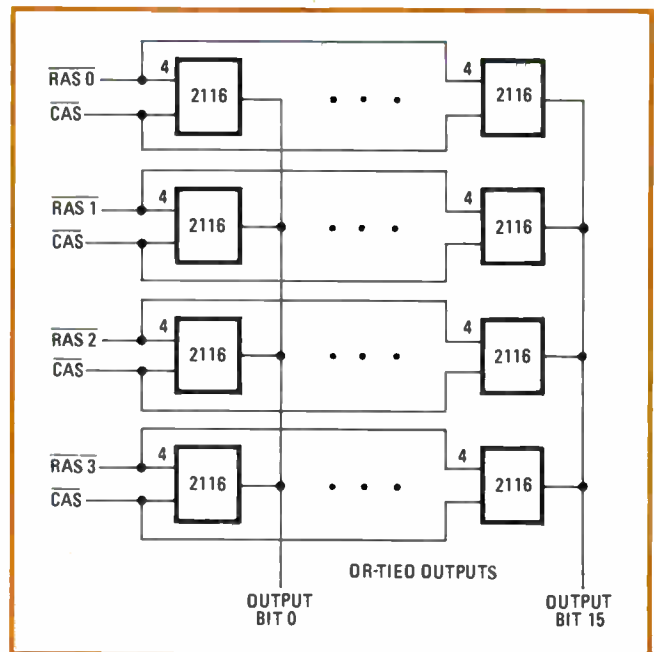 RAS 0 4 2116 4 2116
CAS
RAS 1 4 2116 4 2116
CAS
RAS 2 4 2116 4 2116
CAS
RAS 3 4 2116 4 2116
CAS
OR-TIED OUTPUTS
OUTPUT BIT 0
OUTPUT BIT 15